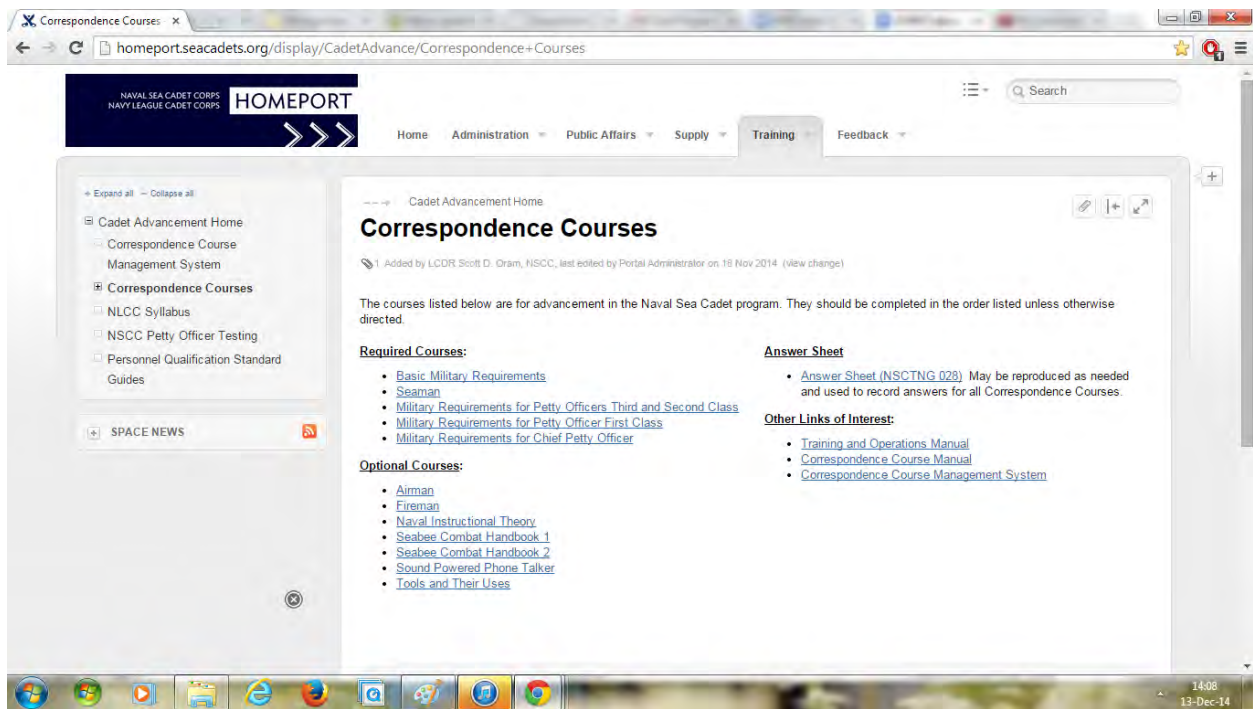 Correspondence Courses
homeport.seacadets.org/display/CadetAdvance/Correspondence+Courses
NAVAL SEA CADET CORPS
NAVY LEAGUE CADET CORPS
HOMEPORT
Search
Home Administration Public Affairs Supply Training Feedback
+ Expand all − Collapse all
Cadet Advancement Home
Correspondence Course
Management System
Correspondence Courses
NLCC Syllabus
NSCC Petty Officer Testing
Personnel Qualification Standard
Guides
SPACE NEWS
Cadet Advancement Home
Correspondence Courses
1 Added by LCDR Scott D. Oram, NSCC, last edited by Portal Administrator on 18 Nov 2014 (view change)
The courses listed below are for advancement in the Naval Sea Cadet program. They should be completed in the order listed unless otherwise
directed.
Required Courses:
• Basic Military Requirements
• Seaman
• Military Requirements for Petty Officers Third and Second Class
• Military Requirements for Petty Officer First Class
• Military Requirements for Chief Petty Officer
Optional Courses:
• Airman
• Fireman
• Naval Instructional Theory
• Seabee Combat Handbook 1
• Seabee Combat Handbook 2
• Sound Powered Phone Talker
• Tools and Their Uses
Answer Sheet
• Answer Sheet (NSCTNG 028) May be reproduced as needed
and used to record answers for all Correspondence Courses.
Other Links of Interest:
• Training and Operations Manual
• Correspondence Course Manual
• Correspondence Course Management System
14:08
13-Dec-14